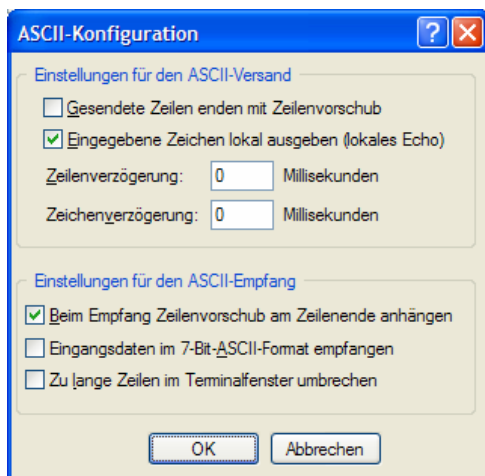 ASCII-Konfiguration
Einstellungen für den ASCII-Versand
Gesendete Zeilen enden mit Zeilenvorschub
Eingegebene Zeichen lokal ausgeben (lokales Echo)
Zeilenverzögerung: 0 Millisekunden
Zeichenverzögerung: 0 Millisekunden
Einstellungen für den ASCII-Empfang
Beim Empfang Zeilenvorschub am Zeilenende anhängen
Eingangsdaten im 7-Bit-ASCII-Format empfangen
Zu lange Zeilen im Terminalfenster umbrechen
OK Abbrechen